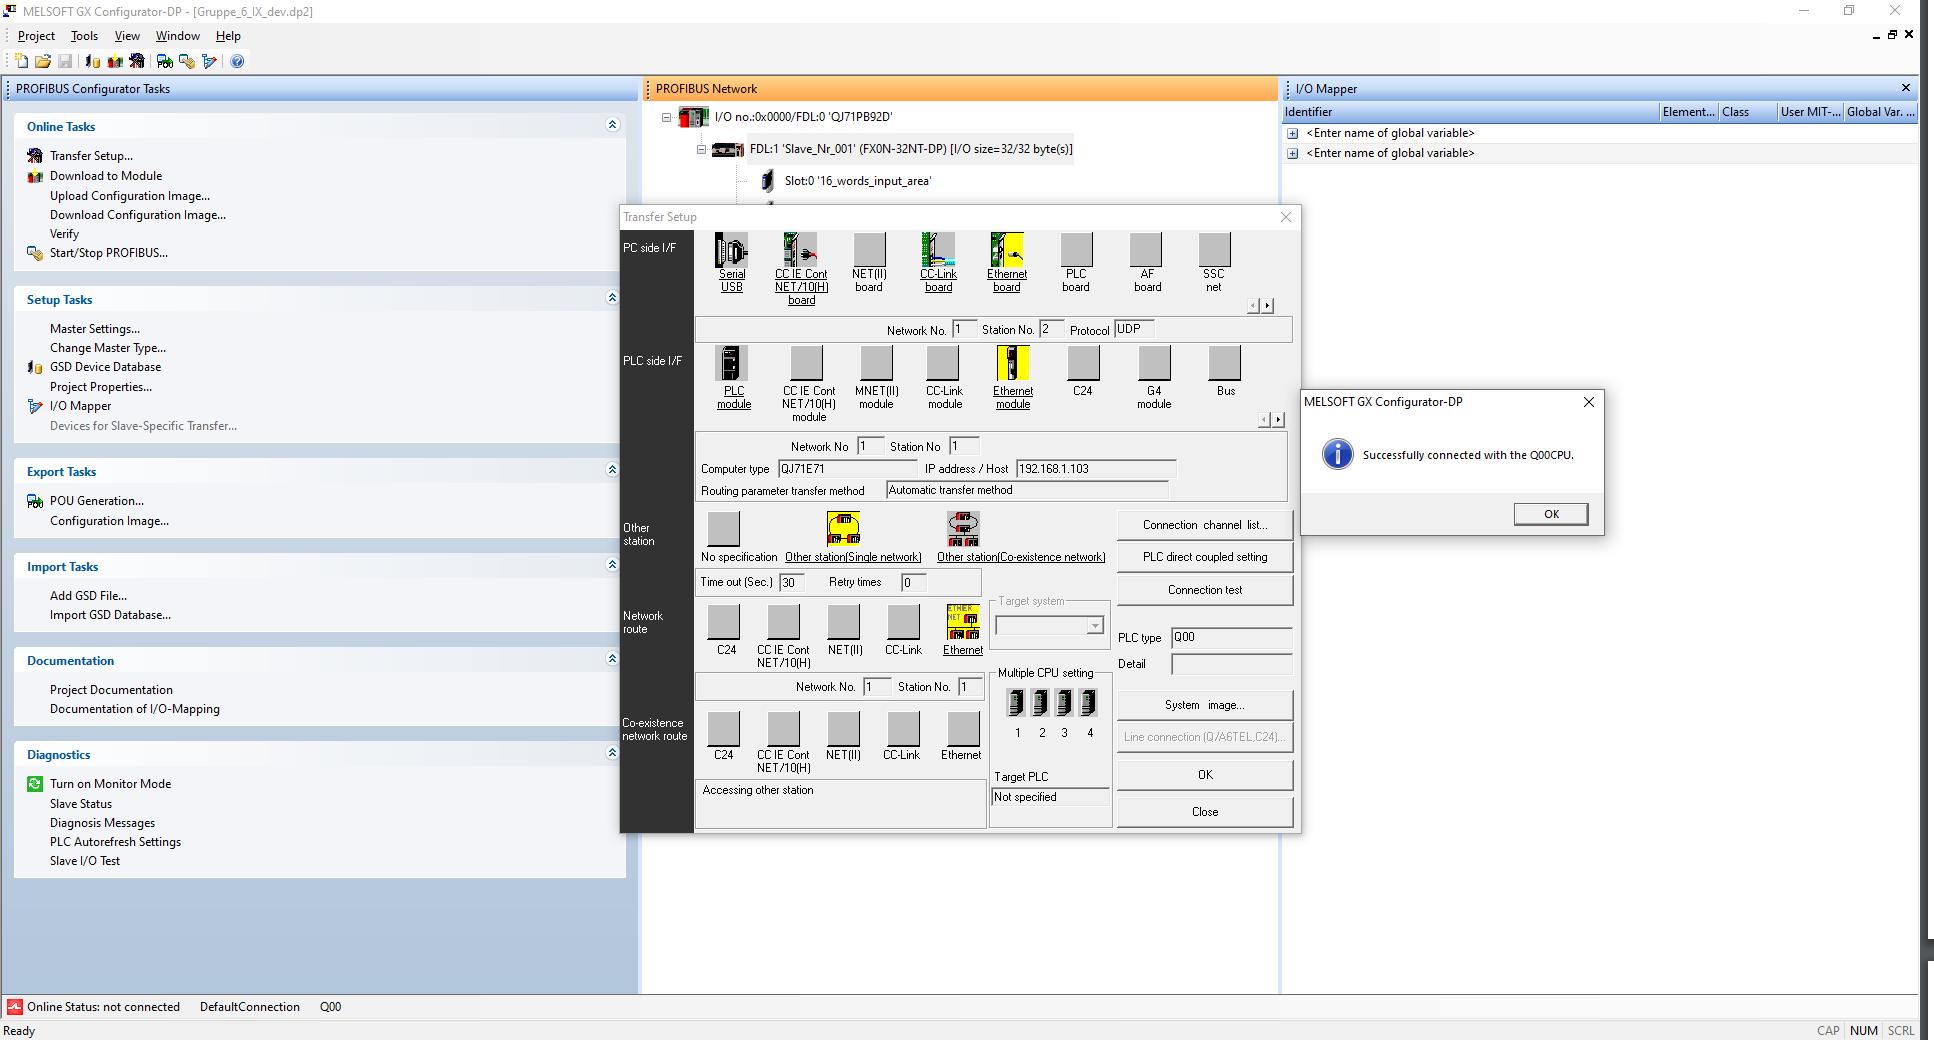 MELSOFT GX Configurator-DP - [Gruppe_6_IX_dev.dp2]
Project Tools View Window Help
PROFIBUS Configurator Tasks
Online Tasks
Transfer Setup...
Download to Module
Upload Configuration Image...
Download Configuration Image...
Verify
Start/Stop PROFIBUS...
Setup Tasks
Master Settings...
Change Master Type...
GSD Device Database
Project Properties...
I/O Mapper
Devices for Slave-Specific Transfer...
Export Tasks
POU Generation...
Configuration Image...
Import Tasks
Add GSD File...
Import GSD Database...
Documentation
Project Documentation
Documentation of I/O-Mapping
Diagnostics
Turn on Monitor Mode
Slave Status
Diagnosis Messages
PLC Autorefresh Settings
Slave I/O Test
PROFIBUS Network
I/O no.:0x0000/FDL:0 'QJ71PB92D'
FDL:1 'Slave_Nr_001' (FX0N-32NT-DP) [I/O size=32/32 byte(s)]
Slot:0 '16_words_input_area'
I/O Mapper
Identifier Element... Class User MIT-... Global Var. ...
<Enter name of global variable>
<Enter name of global variable>
Transfer Setup
PC side I/F
Serial USB
CC IE Cont NET/10(H) board
NET(II) board
CC-Link board
Ethernet board
PLC board
AF board
SSC net
Network No. 1 Station No. 2 Protocol UDP
PLC side I/F
PLC module
CC IE Cont NET/10(H) module
MNET(II) module
CC-Link module
Ethernet module
C24
G4 module
Bus
Network No 1 Station No 1
Computer type QJ71E71 IP address / Host 192.168.1.103
Routing parameter transfer method Automatic transfer method
Other station
No specification Other station(Single network) Other station(Co-existence network)
Time out (Sec.) 30 Retry times 0
Network route
C24
CC IE Cont NET/10(H)
NET(II)
CC-Link
ETHER NET
Ethernet
Network No. 1 Station No. 1
Co-existence network route
C24
CC IE Cont NET/10(H)
NET(II)
CC-Link
Ethernet
Accessing other station
Target system
Multiple CPU setting
1 2 3 4
Target PLC
Not specified
Connection channel list...
PLC direct coupled setting
Connection test
PLC type Q00
Detail
System image...
Line connection (Q/A6TEL,C24)...
OK
Close
MELSOFT GX Configurator-DP
Successfully connected with the Q00CPU.
OK
Online Status: not connected DefaultConnection Q00
Ready CAP NUM SCRL